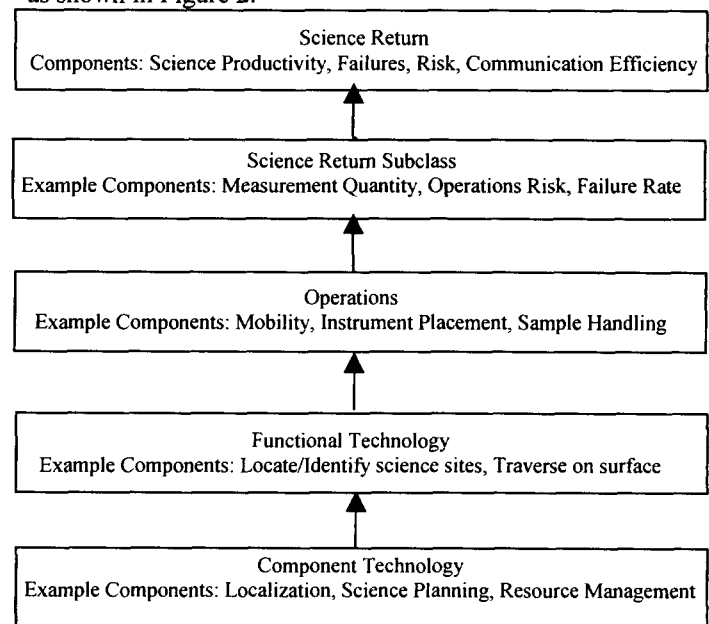 as shown in Figure 2.
Science Return
Components: Science Productivity, Failures, Risk, Communication Efficiency
Science Return Subclass
Example Components: Measurement Quantity, Operations Risk, Failure Rate
Operations
Example Components: Mobility, Instrument Placement, Sample Handling
Functional Technology
Example Components: Locate/Identify science sites, Traverse on surface
Component Technology
Example Components: Localization, Science Planning, Resource Management